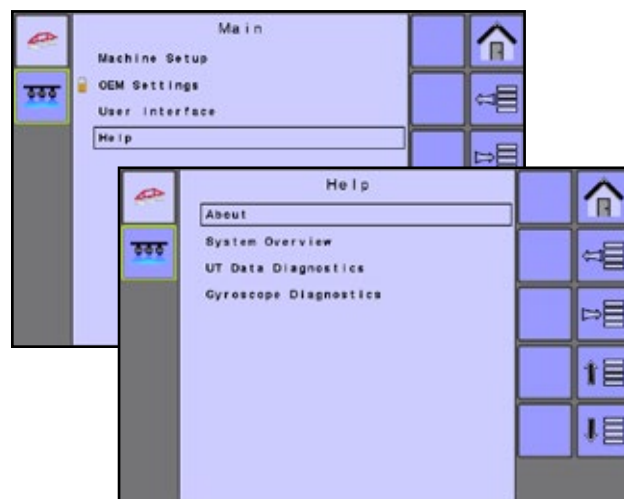 Main
Machine Setup
OEM Settings
User Interface
Help
Help
About
System Overview
UT Data Diagnostics
Gyroscope Diagnostics